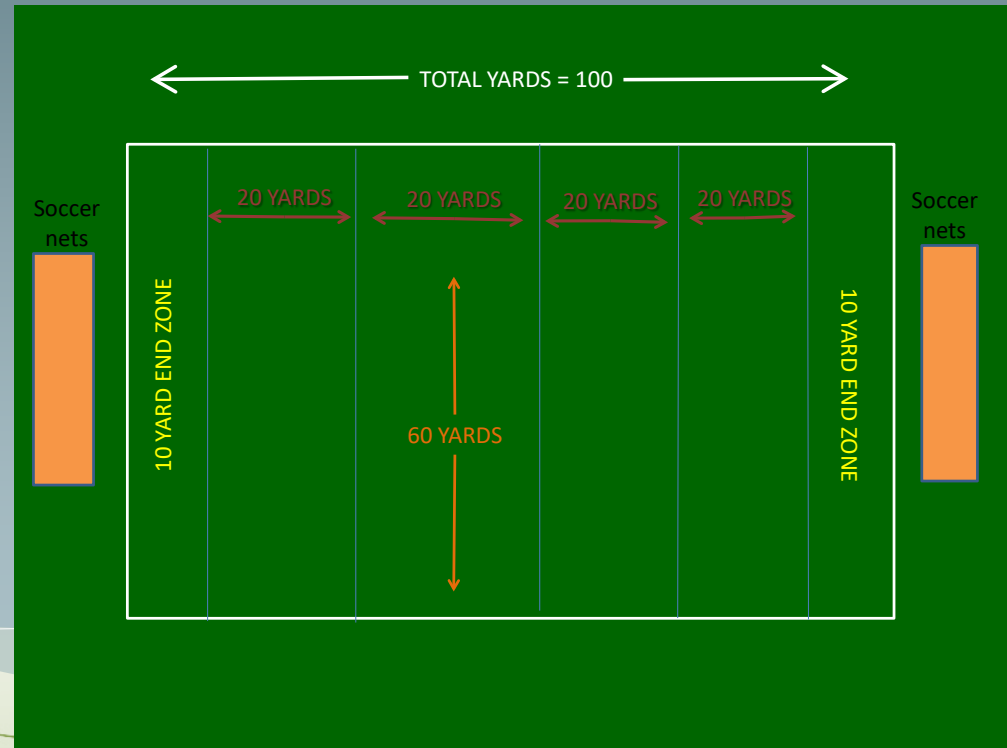 TOTAL YARDS = 100
20 YARDS
20 YARDS
20 YARDS
20 YARDS
Soccer
nets
Soccer
nets
10 YARD END ZONE
10 YARD END ZONE
60 YARDS